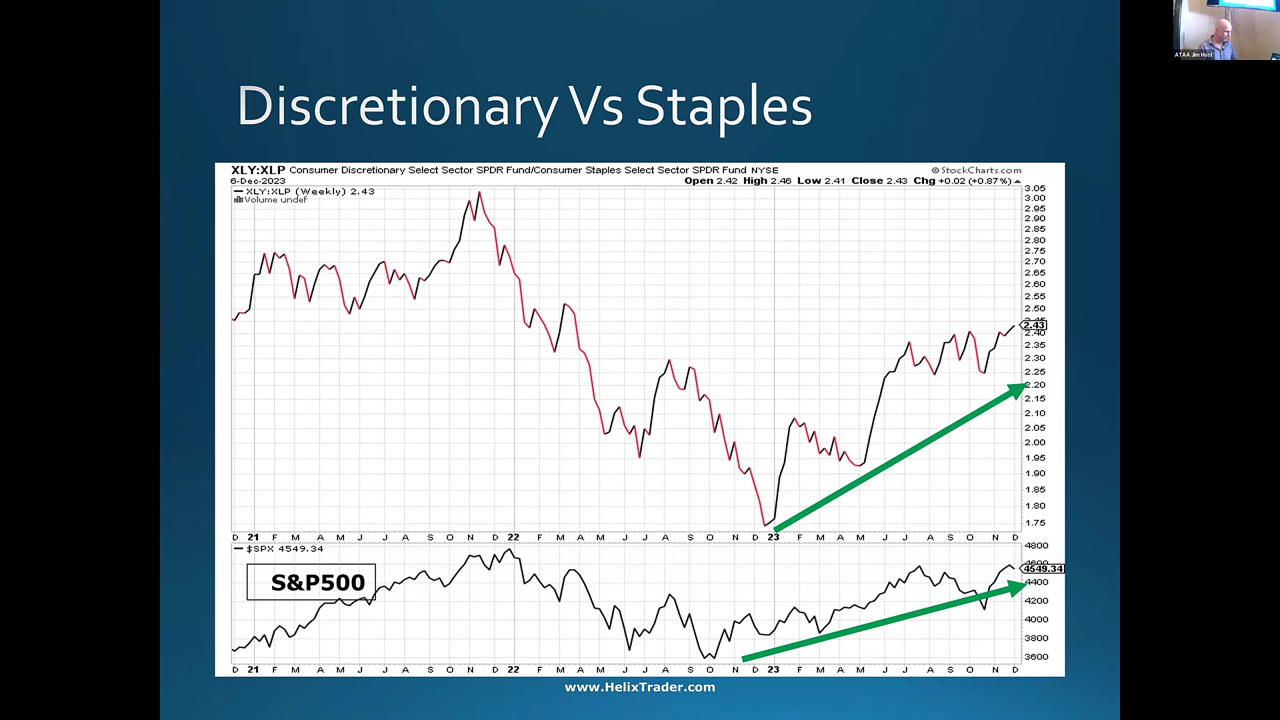 ATAA Jim Host
Discretionary Vs Staples
XLY:XLP Consumer Discretionary Select Sector SPDR Fund/Consumer Staples Select Sector SPDR Fund NYSE
© StockCharts.com
6-Dec-2023
Open 2.42 High 2.46 Low 2.41 Close 2.43 Chg +0.02 (+0.87%)
XLY:XLP (Weekly) 2.43
Volume undef
3.05
3.00
2.95
2.90
2.85
2.80
2.75
2.70
2.65
2.60
2.55
2.50
2.45
2.43
2.40
2.35
2.30
2.25
2.20
2.15
2.10
2.05
2.00
1.95
1.90
1.85
1.80
1.75
D 21 F M A M J J A S O N D 22 F M A M J J A S O N D 23 F M A M J J A S O N D
$SPX 4549.34
S&P500
4800
4600
4549.34
4400
4200
4000
3800
3600
D 21 F M A M J J A S O N D 22 F M A M J J A S O N D 23 F M A M J J A S O N D
www.HelixTrader.com